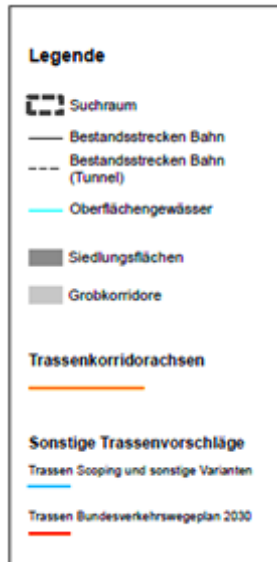 Legende
Suchraum
Bestandsstrecken Bahn
Bestandsstrecken Bahn
(Tunnel)
Oberflächengewässer
Siedlungsflächen
Grobkorridore
Trassenkorridorachsen
Sonstige Trassenvorschläge
Trassen Scoping und sonstige Varianten
Trassen Bundesverkehrswegeplan 2030